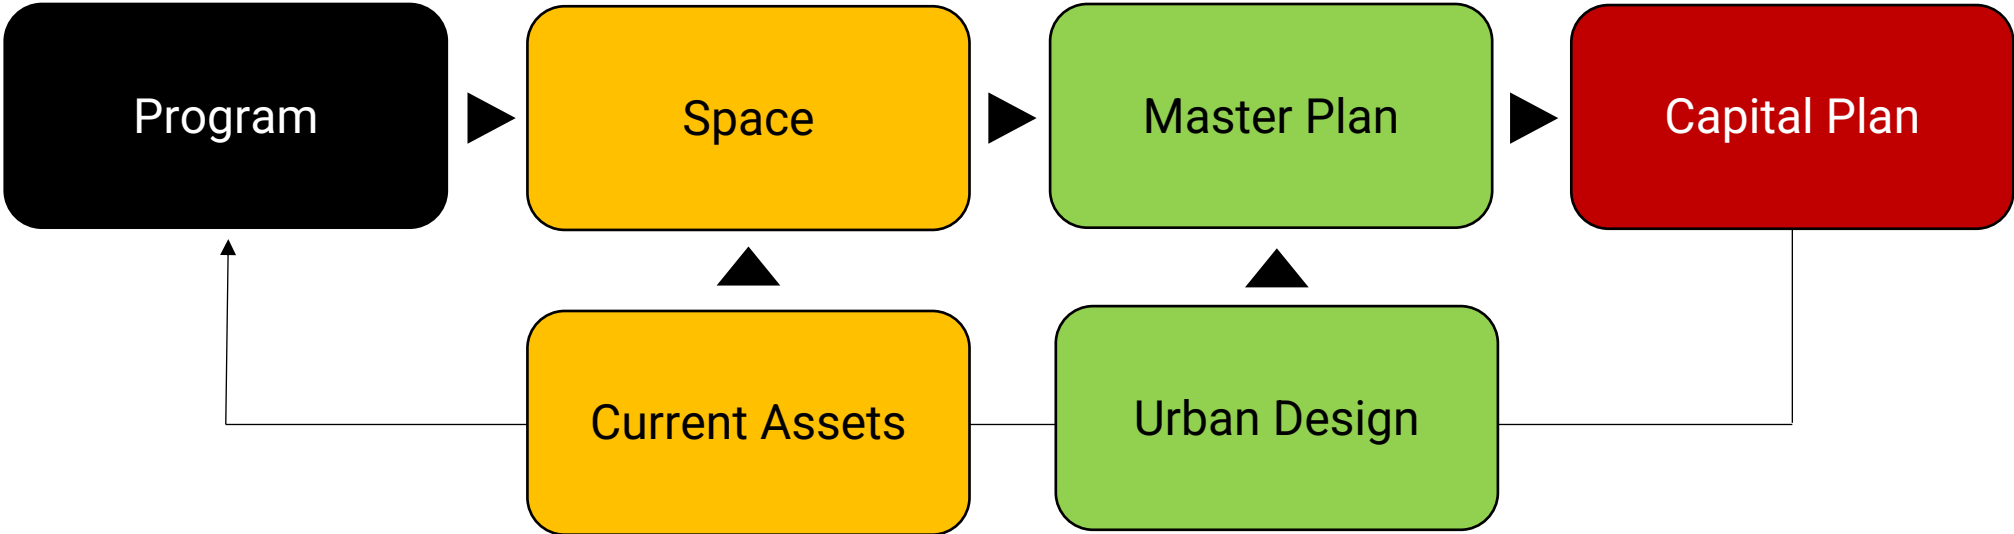 Program
Space
Master Plan
Capital Plan
Current Assets
Urban Design